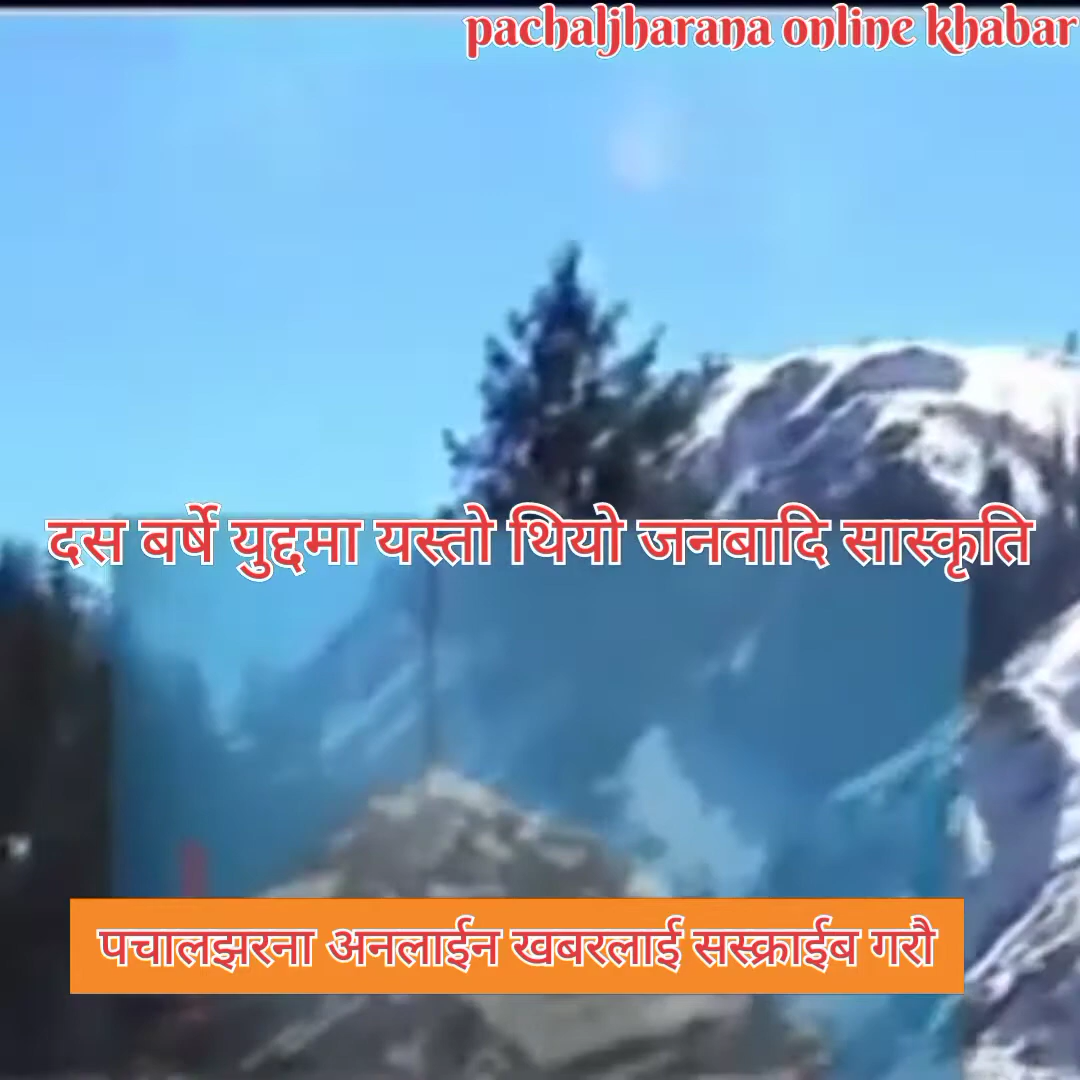 pachaljharana online khabar
दस बर्षे युद्दमा यस्तो थियो जनबादि सास्कृति
पचालझरना अनलाईन खबरलाई सस्क्राईब गरौ